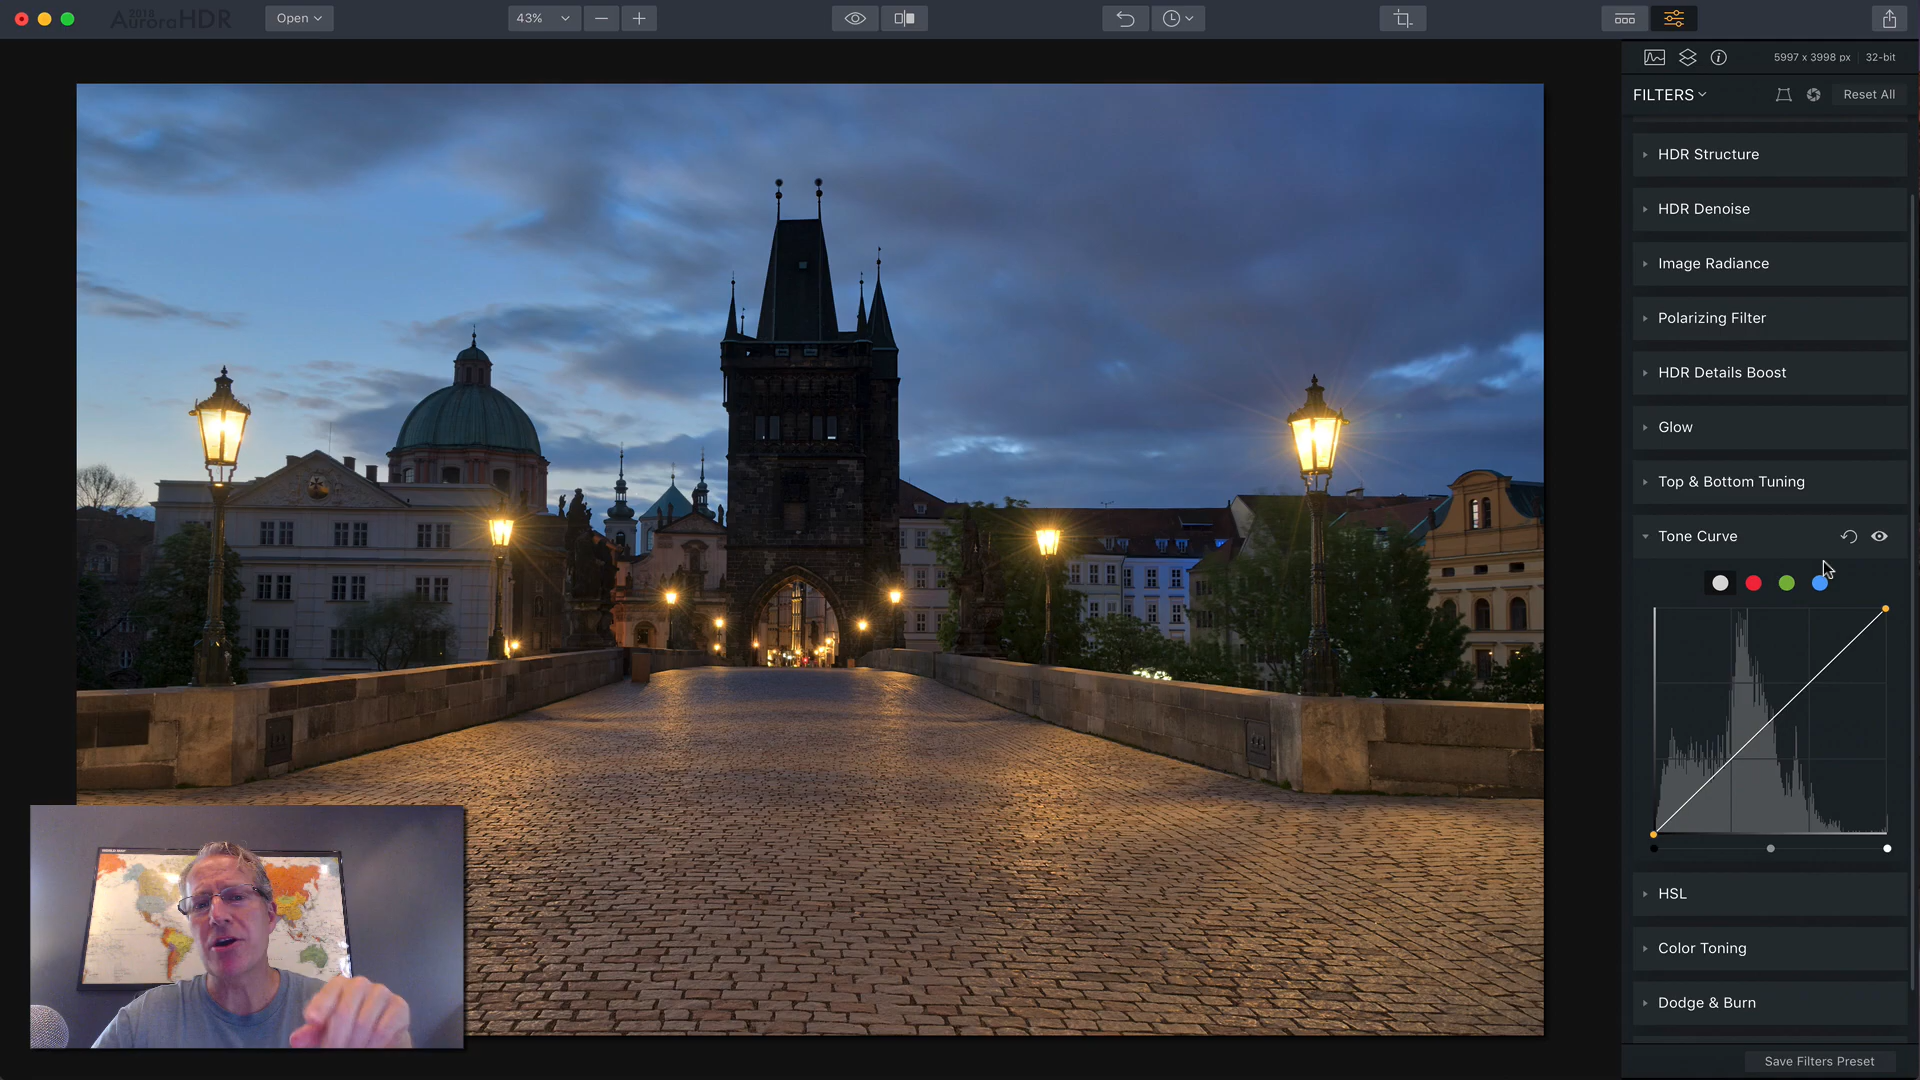 2018
AuroraHDR
Open
43%
5997 x 3998 px
32-bit
FILTERS
Reset All
HDR Structure
HDR Denoise
Image Radiance
Polarizing Filter
HDR Details Boost
Glow
Top & Bottom Tuning
Tone Curve
HSL
Color Toning
Dodge & Burn
Save Filters Preset